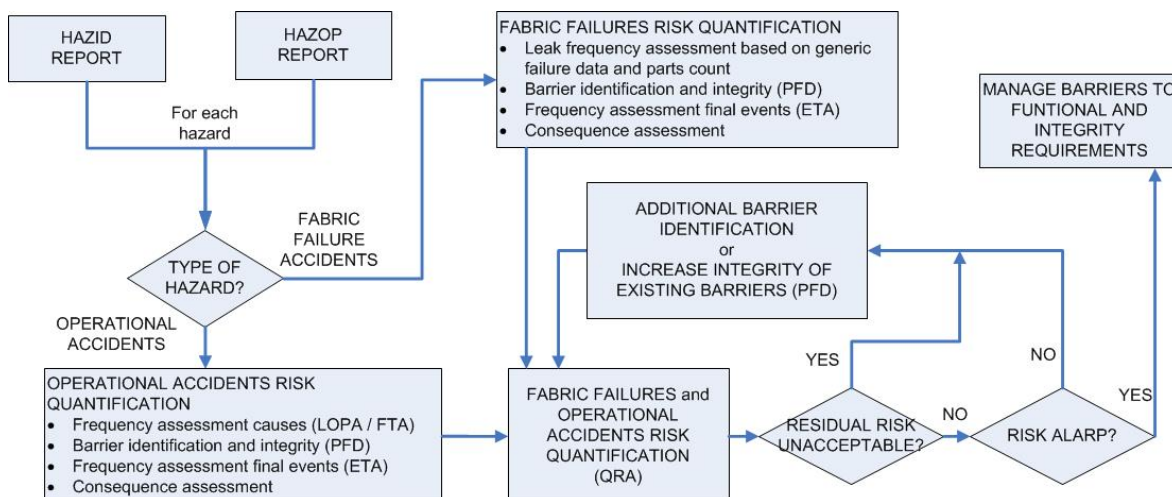 HAZID
REPORT
HAZOP
REPORT
For each
hazard
TYPE OF
HAZARD?
FABRIC
FAILURE
ACCIDENTS
OPERATIONAL
ACCIDENTS
FABRIC FAILURES RISK QUANTIFICATION
• Leak frequency assessment based on generic
failure data and parts count
• Barrier identification and integrity (PFD)
• Frequency assessment final events (ETA)
• Consequence assessment
MANAGE BARRIERS TO
FUNTIONAL AND
INTEGRITY
REQUIREMENTS
ADDITIONAL BARRIER
IDENTIFICATION
or
INCREASE INTEGRITY OF
EXISTING BARRIERS (PFD)
OPERATIONAL ACCIDENTS RISK
QUANTIFICATION
• Frequency assessment causes (LOPA / FTA)
• Barrier identification and integrity (PFD)
• Frequency assessment final events (ETA)
• Consequence assessment
FABRIC FAILURES and
OPERATIONAL
ACCIDENTS RISK
QUANTIFICATION
(QRA)
YES
RESIDUAL RISK
UNACCEPTABLE?
NO
NO
RISK ALARP?
YES